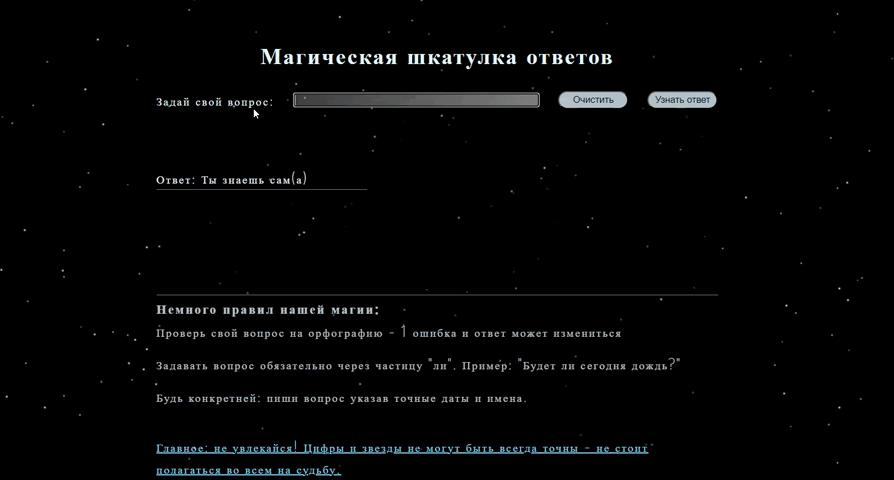 Магическая шкатулка ответов
Задай свой вопрос: Очистить Узнать ответ
Ответ: Ты знаешь сам(а)
Немного правил нашей магии:
Проверь свой вопрос на орфографию - 1 ошибка и ответ может измениться
Задавать вопрос обязательно через частицу "ли". Пример: "Будет ли сегодня дождь?"
Будь конкретней: пиши вопрос указав точные даты и имена.
Главное: не увлекайся! Цифры и звезды не могут быть всегда точны - не стоит
полагаться во всем на судьбу.